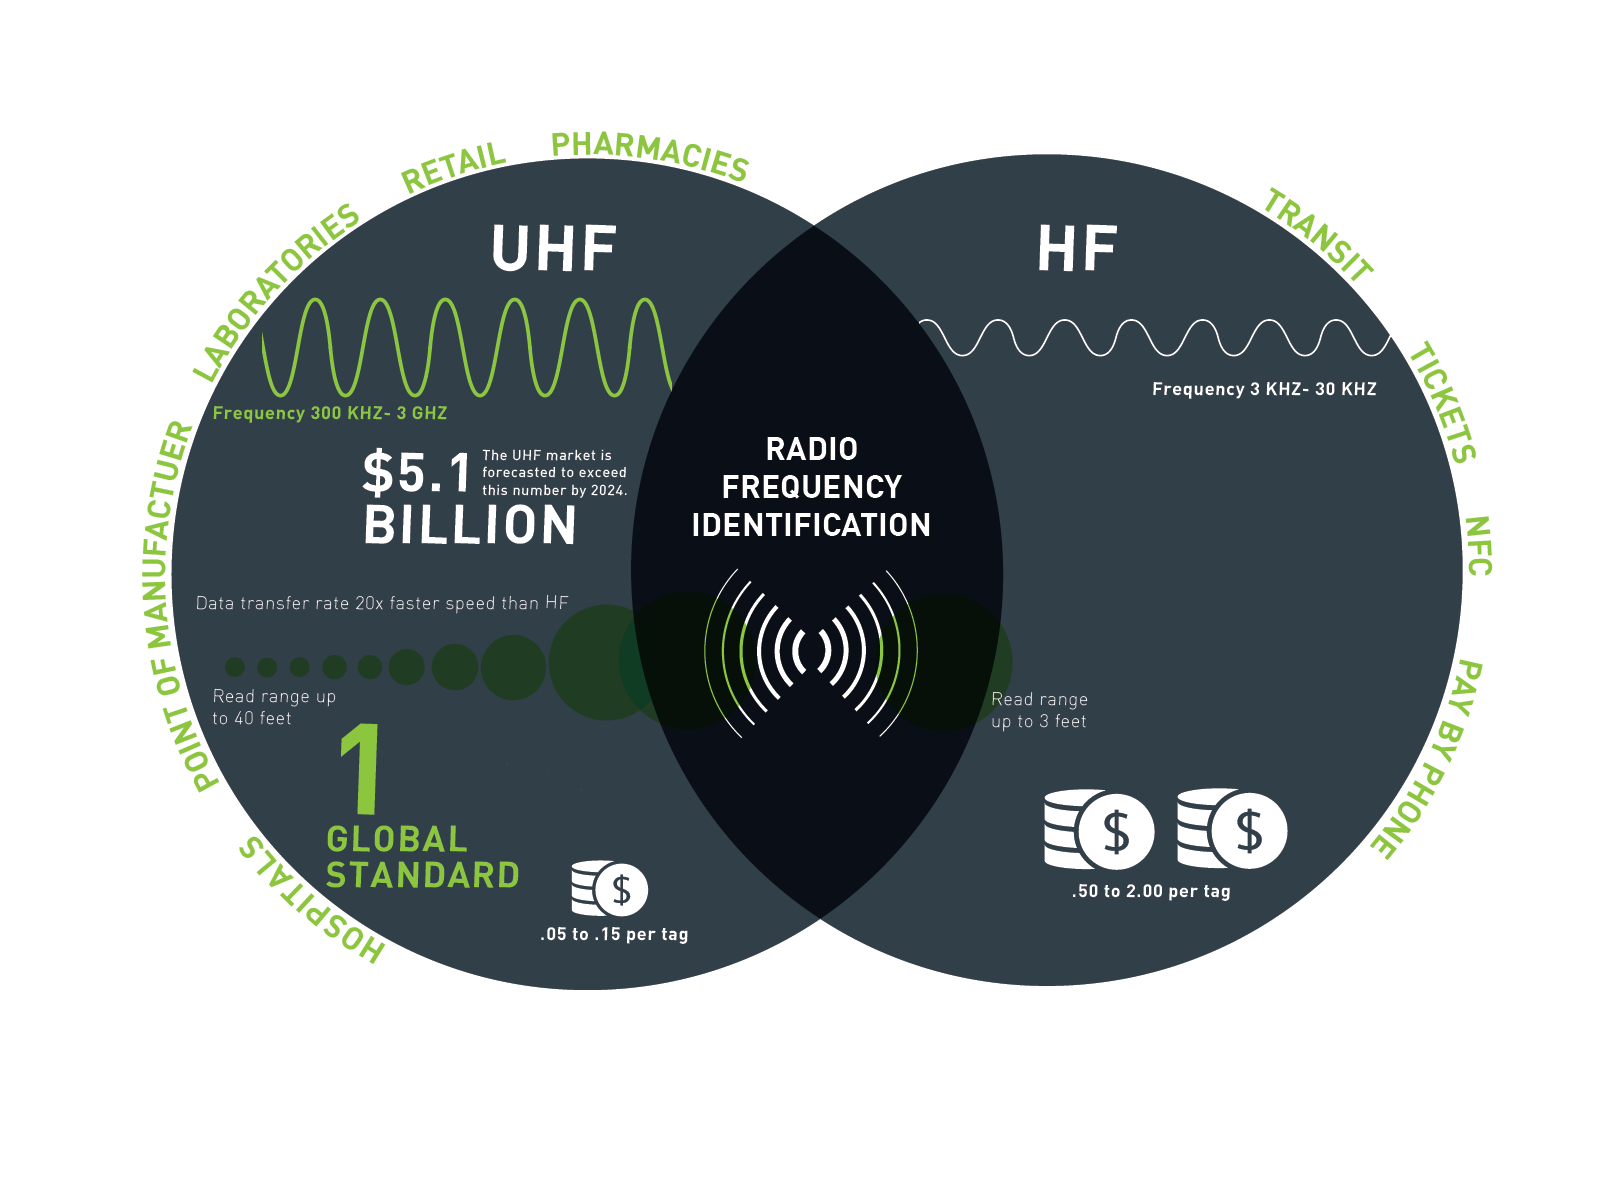 PHARMACIES
RETAIL
LABORATORIES
POINT OF MANUFACTUER
HOSPITALS
UHF
Frequency 300 KHZ- 3 GHZ
$5.1
BILLION
The UHF market is
forecasted to exceed
this number by 2024.
Data transfer rate 20x faster speed than HF
Read range up
to 40 feet
1
GLOBAL
STANDARD
$
.05 to .15 per tag
RADIO
FREQUENCY
IDENTIFICATION
HF
Frequency 3 KHZ- 30 KHZ
Read range
up to 3 feet
$ $
.50 to 2.00 per tag
TRANSIT
TICKETS
NFC
PAY BY PHONE